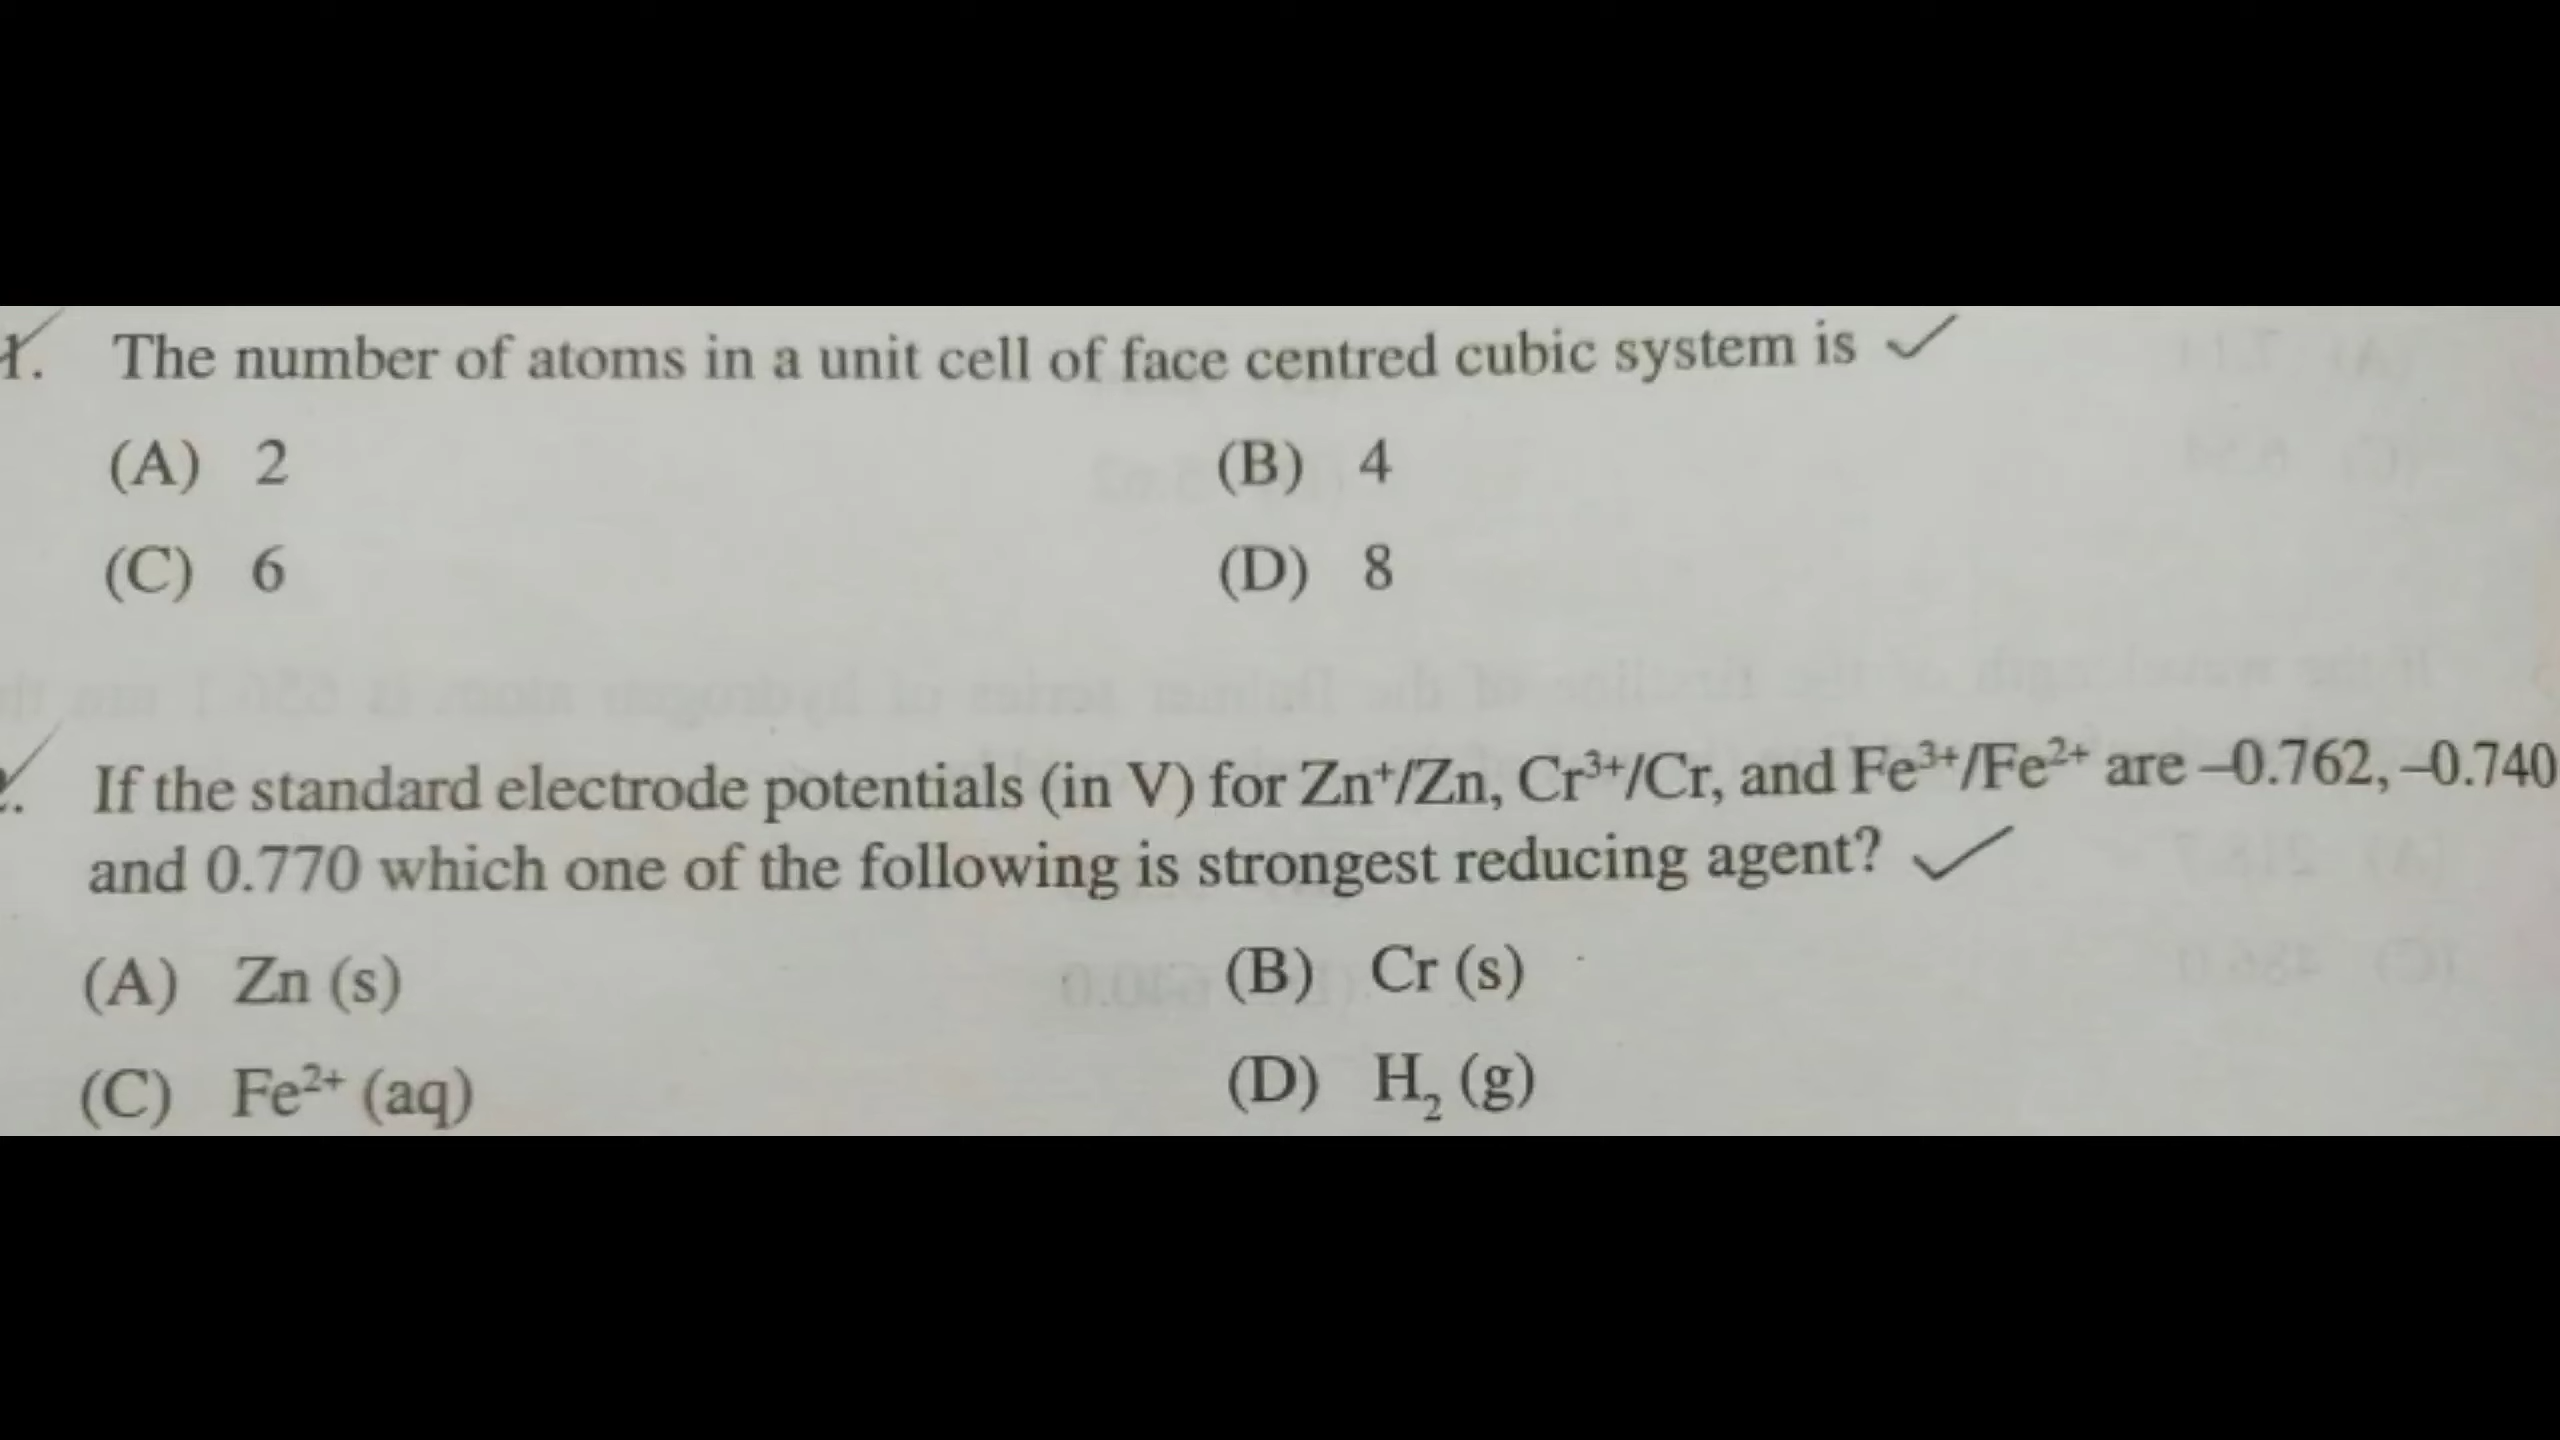 1. The number of atoms in a unit cell of face centred cubic system is
(A) 2 (B) 4
(C) 6 (D) 8
If the standard electrode potentials (in V) for Zn⁺/Zn, Cr³⁺/Cr, and Fe³⁺/Fe²⁺ are –0.762, –0.740
and 0.770 which one of the following is strongest reducing agent?
(A) Zn (s) (B) Cr (s)
(C) Fe²⁺ (aq) (D) H₂ (g)